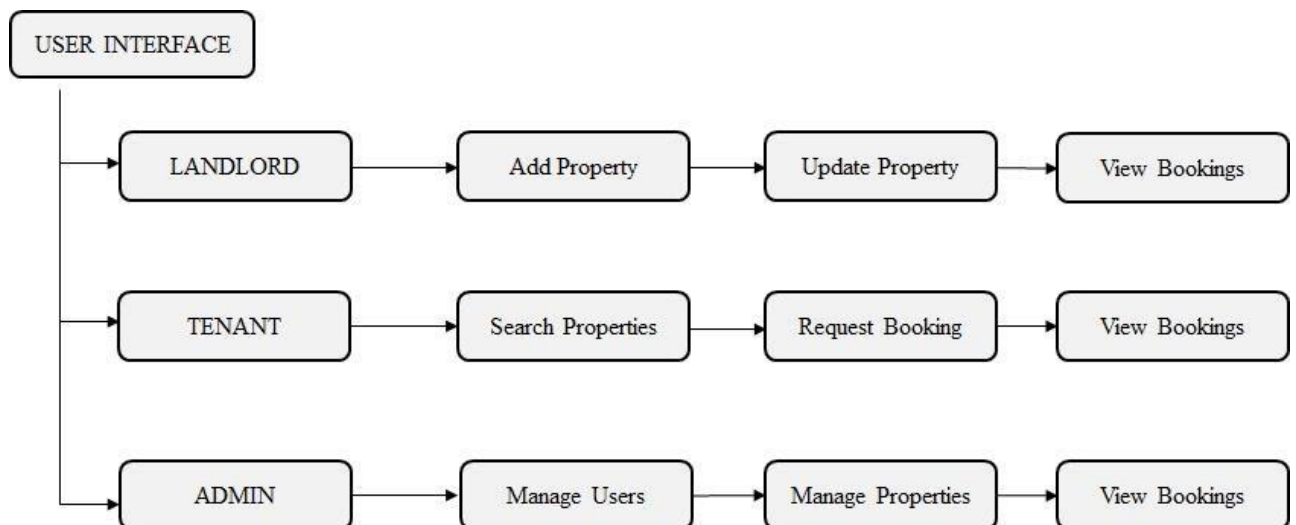 USER INTERFACE
LANDLORD
Add Property
Update Property
View Bookings
TENANT
Search Properties
Request Booking
View Bookings
ADMIN
Manage Users
Manage Properties
View Bookings